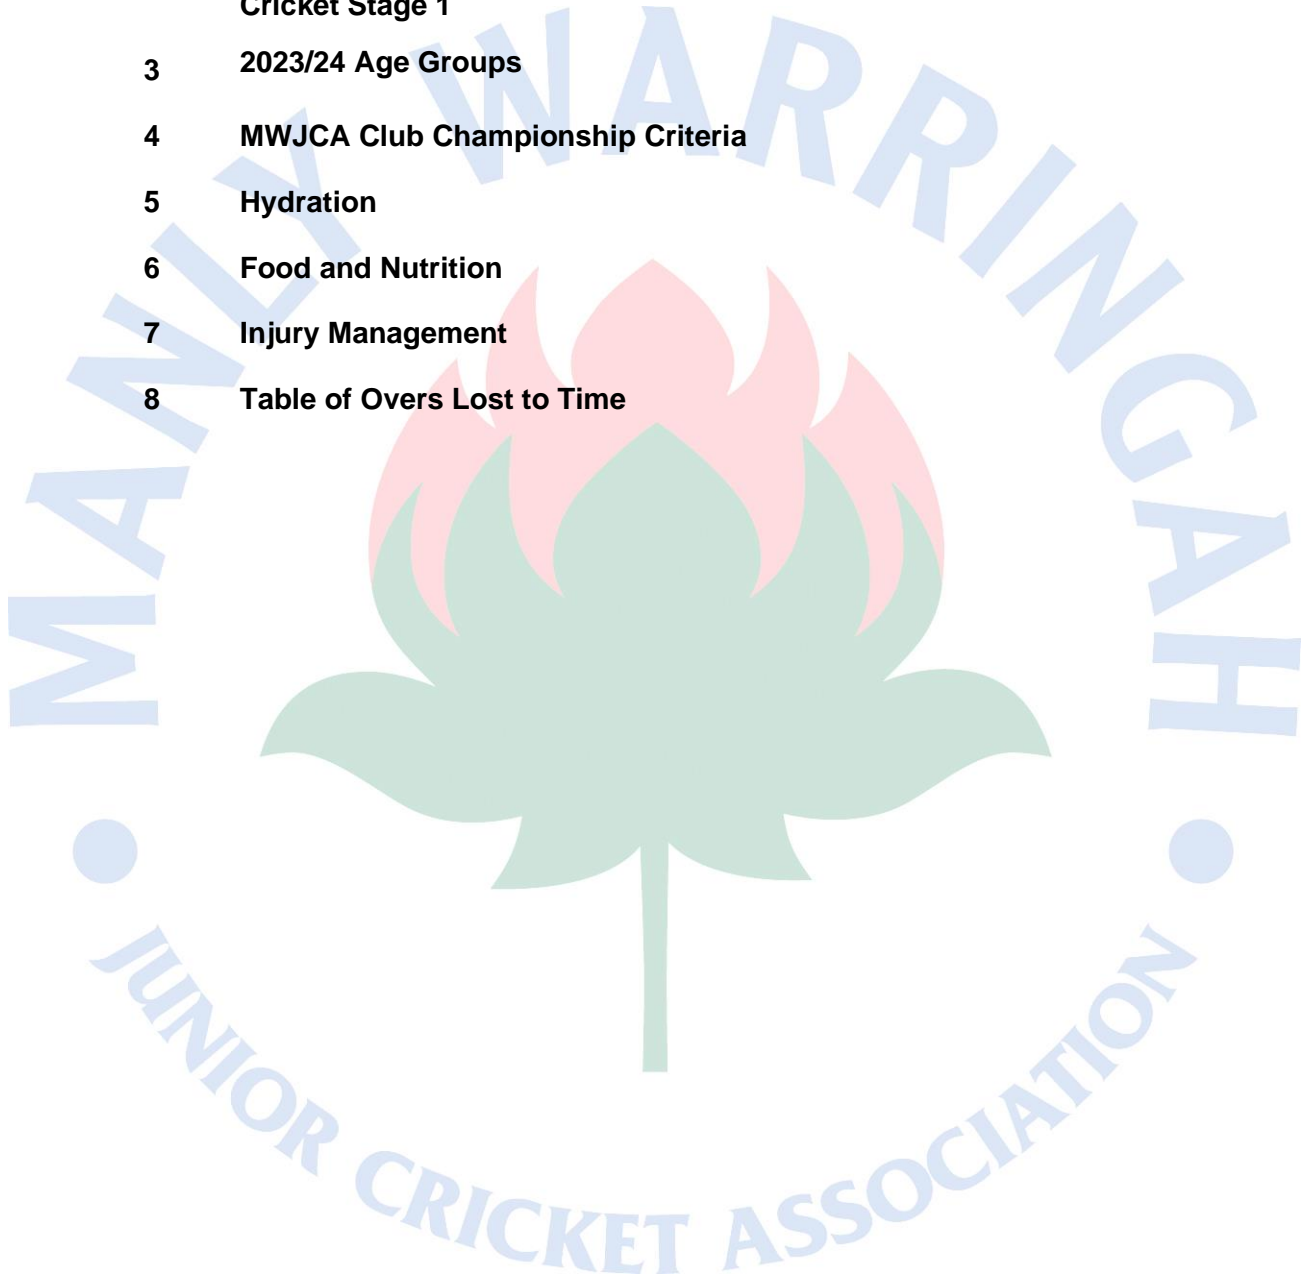 Cricket Stage 1
3 2023/24 Age Groups
4 MWJCA Club Championship Criteria
5 Hydration
6 Food and Nutrition
7 Injury Management
8 Table of Overs Lost to Time
MANLY WARRINGAH
JUNIOR CRICKET ASSOCIATION